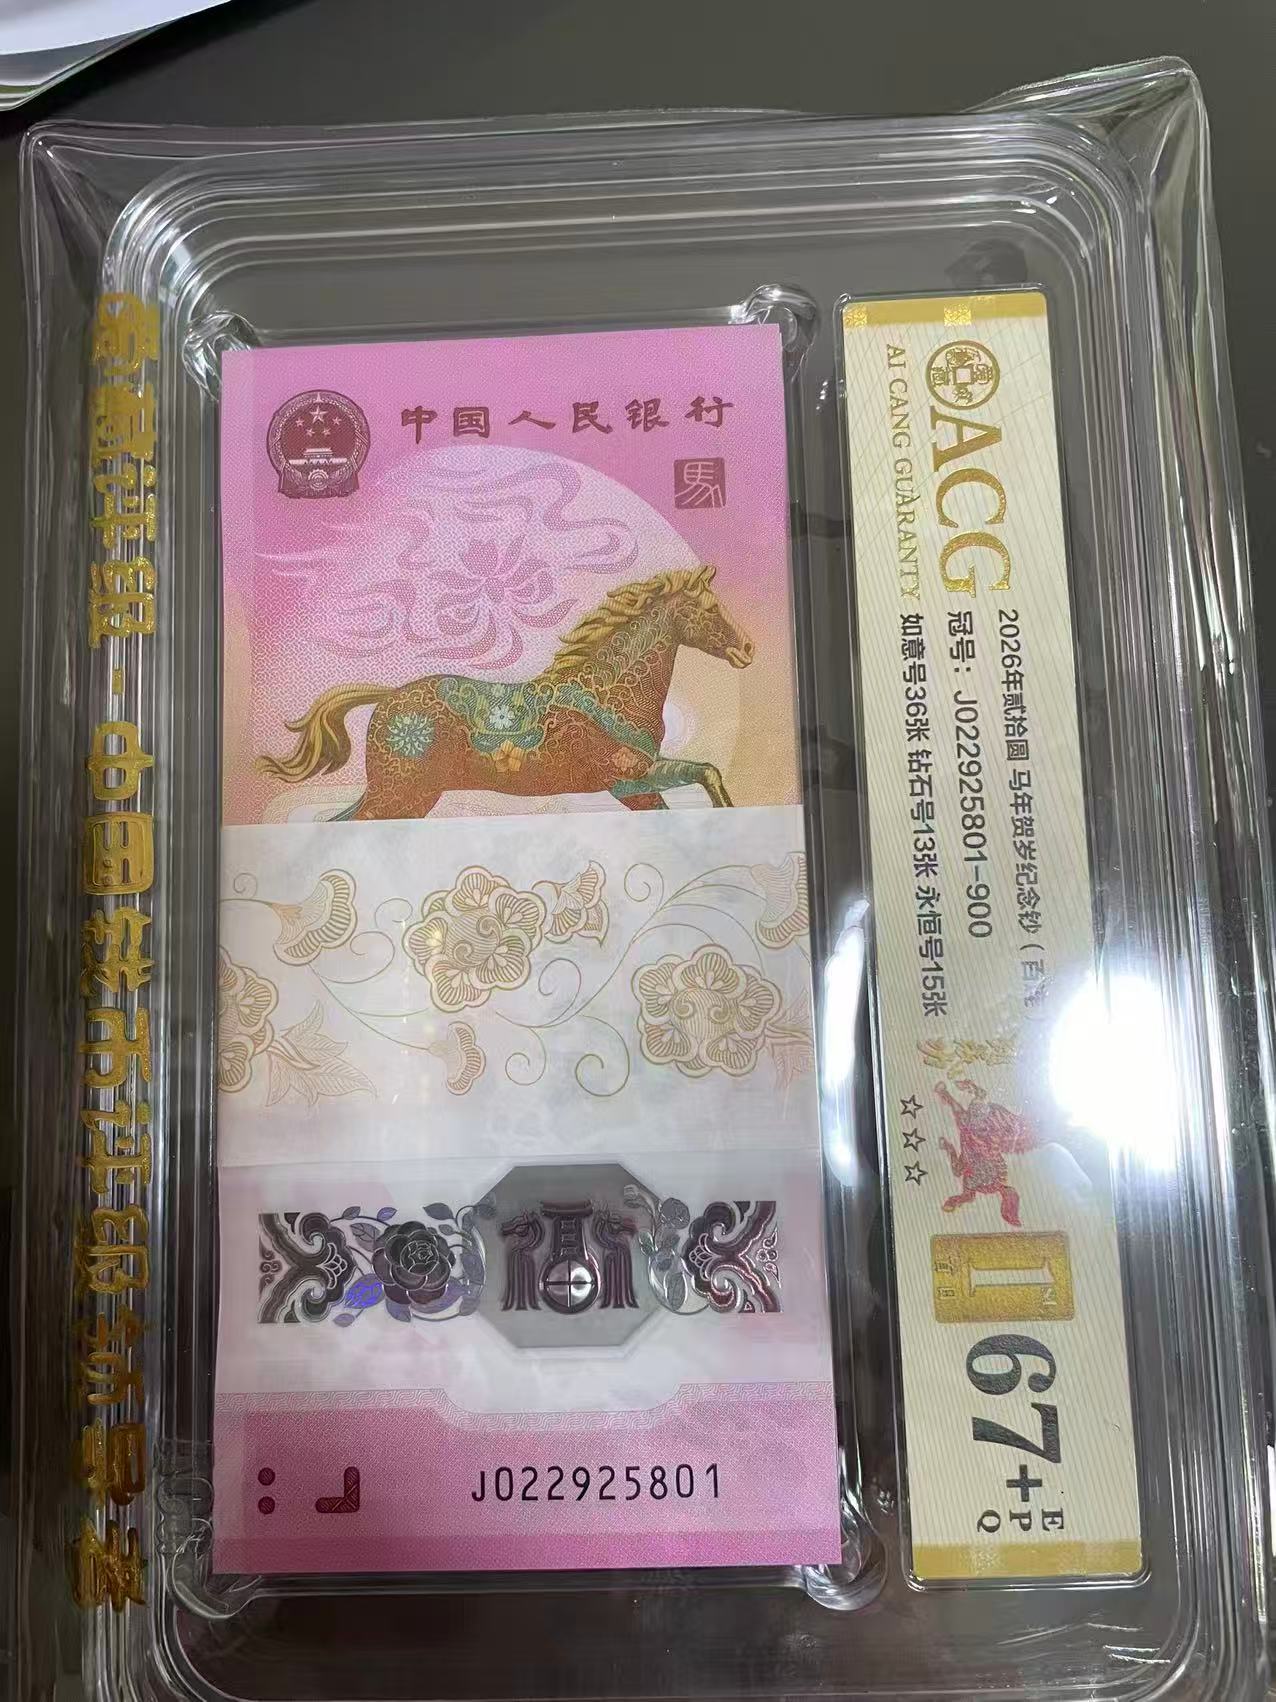 爱藏评级-中国钱币评级领导者
中国人民银行
馬
J022925801
ACG
AI CANG GUARANTY
2026年贰拾圆 马年贺岁纪念钞（百
冠号：J022925801-900
如意号36张 钻石号13张 永恒号15张
☆☆☆
1ST
首日
67+
EPQ